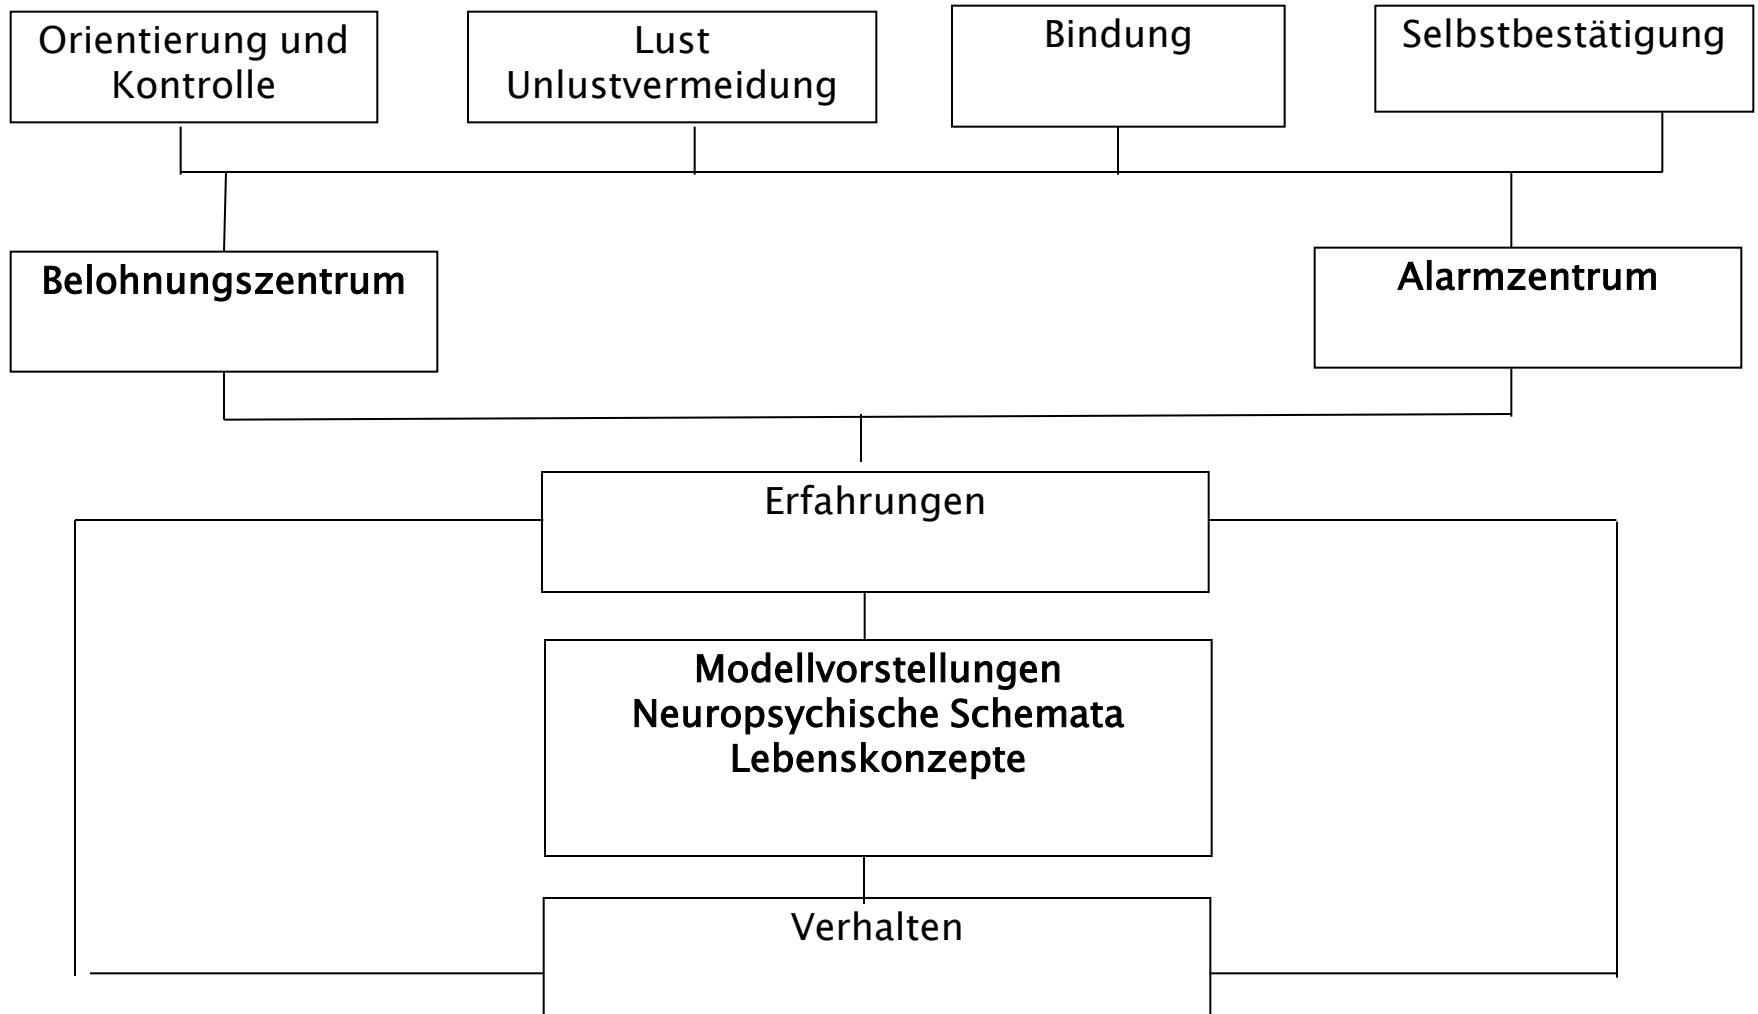 Orientierung und
Kontrolle
Lust
Unlustvermeidung
Bindung
Selbstbestätigung
Belohnungszentrum
Alarmzentrum
Erfahrungen
Modellvorstellungen
Neuropsychische Schemata
Lebenskonzepte
Verhalten